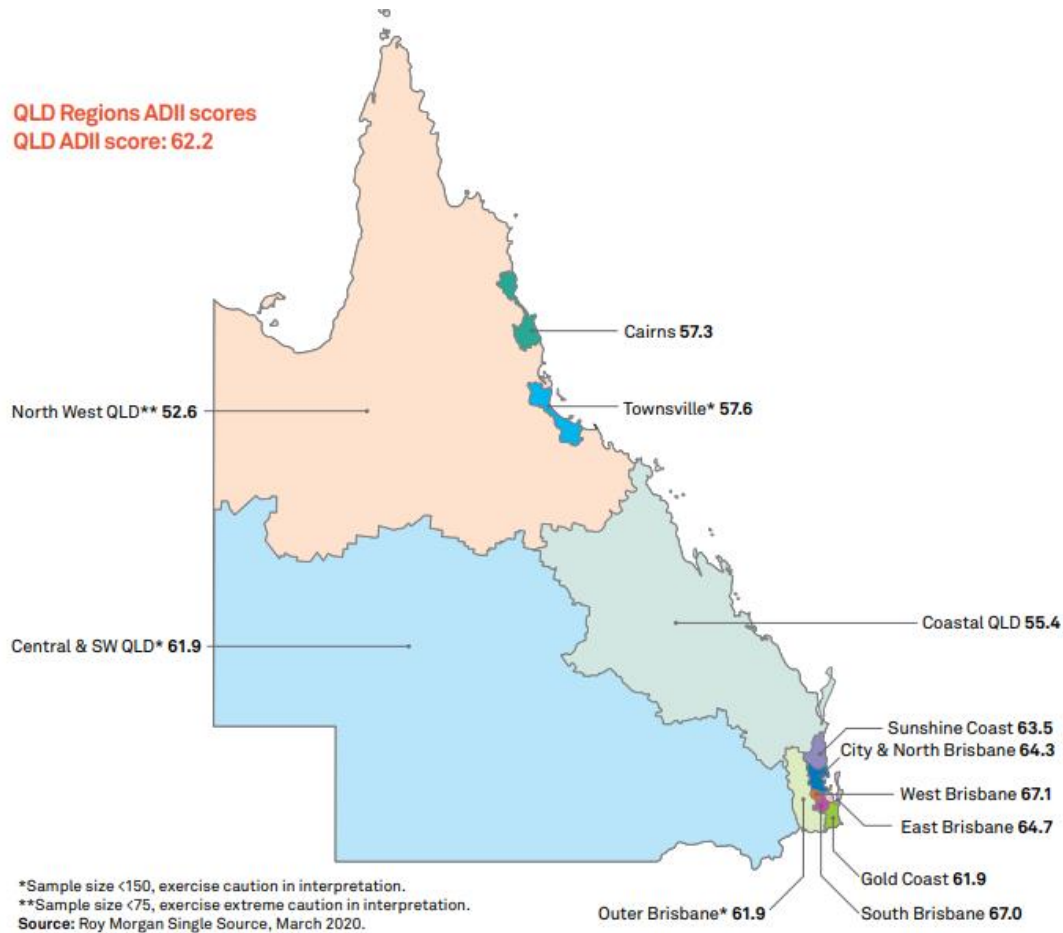 QLD Regions ADII scores
QLD ADII score: 62.2
Cairns 57.3
North West QLD** 52.6
Townsville* 57.6
Coastal QLD 55.4
Central & SW QLD* 61.9
Sunshine Coast 63.5
City & North Brisbane 64.3
West Brisbane 67.1
East Brisbane 64.7
Gold Coast 61.9
Outer Brisbane* 61.9
South Brisbane 67.0
*Sample size <150, exercise caution in interpretation.
**Sample size <75, exercise extreme caution in interpretation.
Source: Roy Morgan Single Source, March 2020.